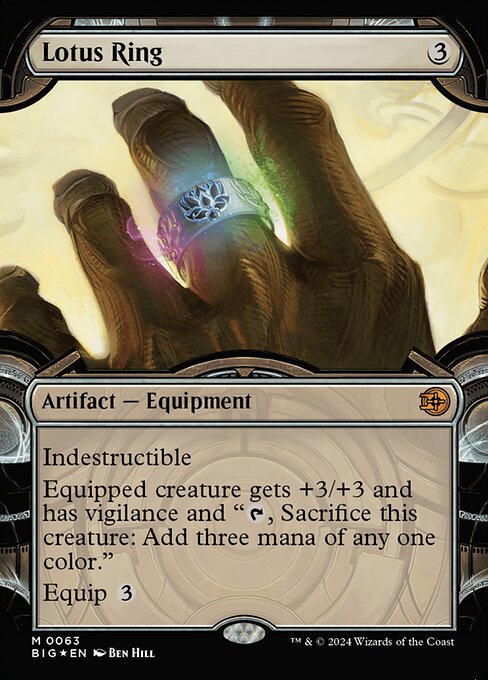 Lotus Ring 3
Artifact — Equipment
Indestructible
Equipped creature gets +3/+3 and
has vigilance and “, Sacrifice this
creature: Add three mana of any one
color.”
Equip 3
M 0063
BIG★EN Ben Hill
™ & © 2024 Wizards of the Coast